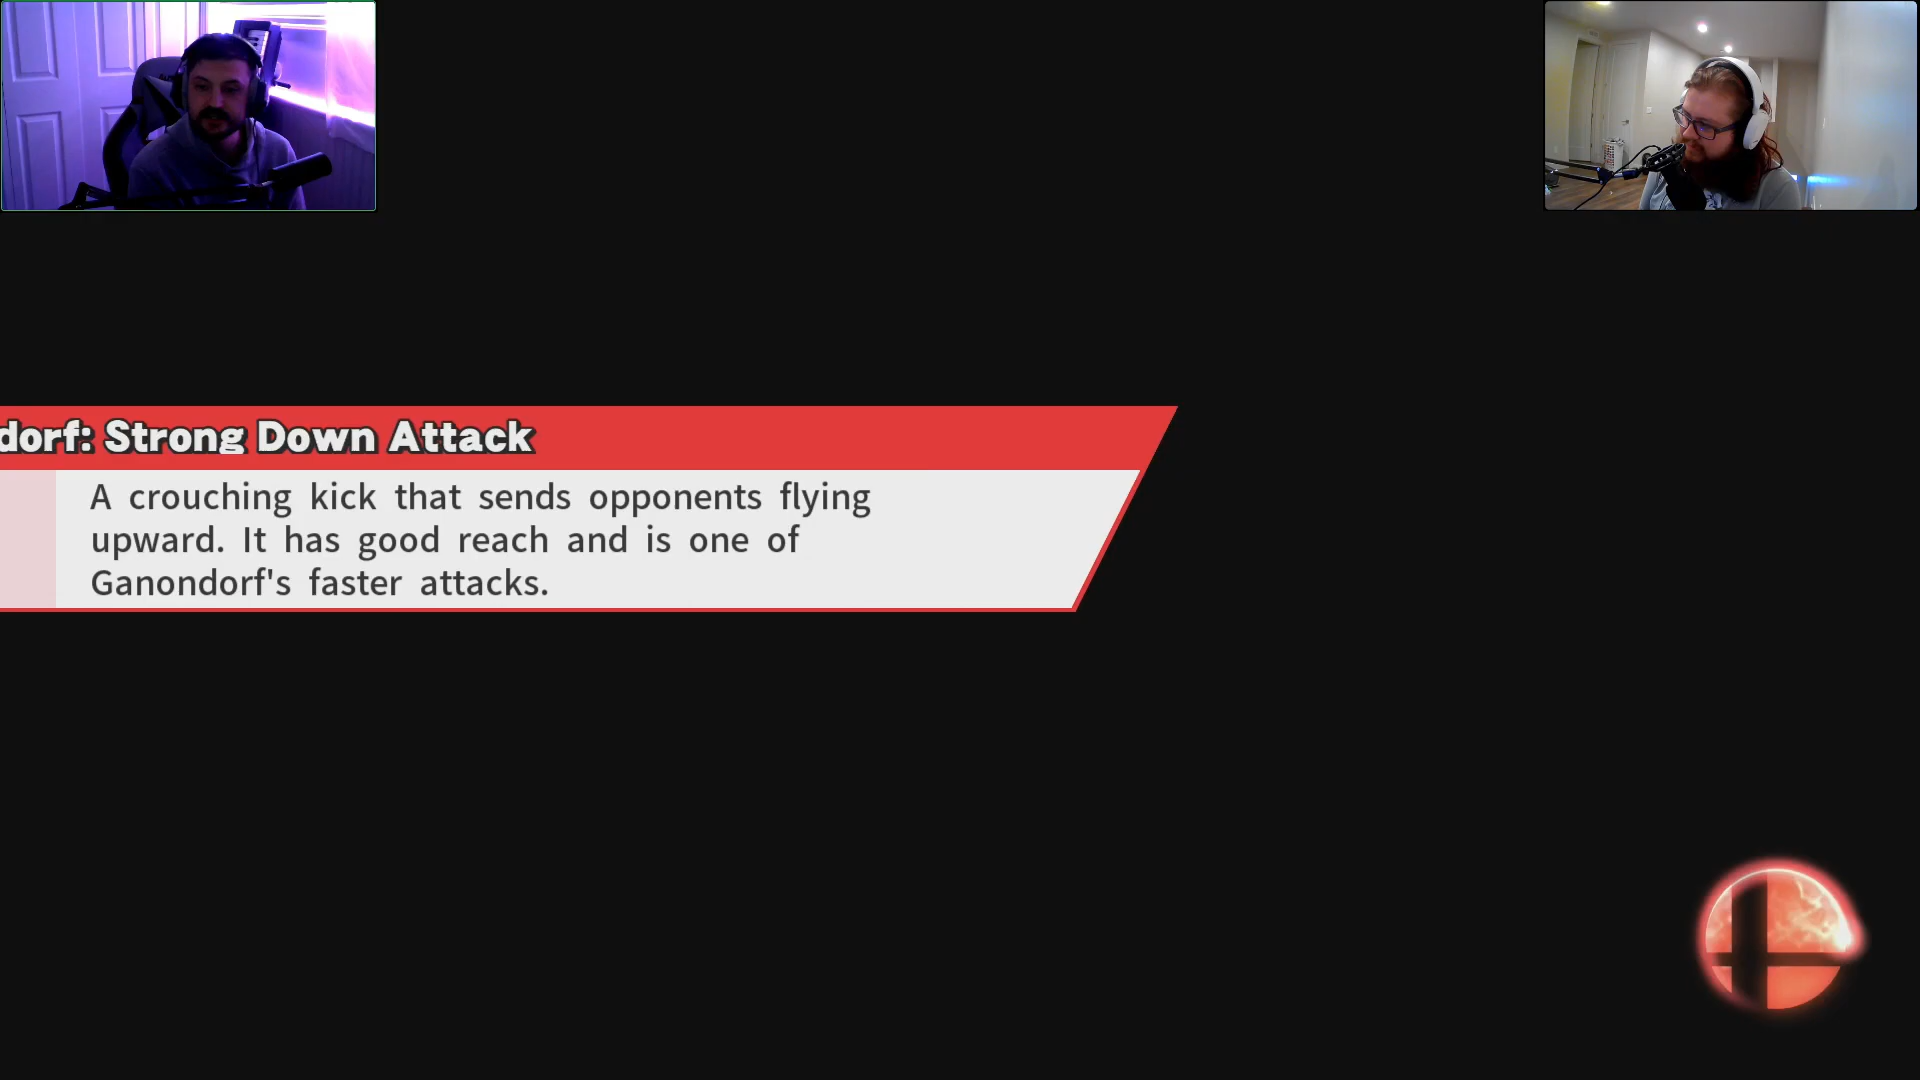 dorf: Strong Down Attack
A crouching kick that sends opponents flying
upward. It has good reach and is one of
Ganondorf's faster attacks.